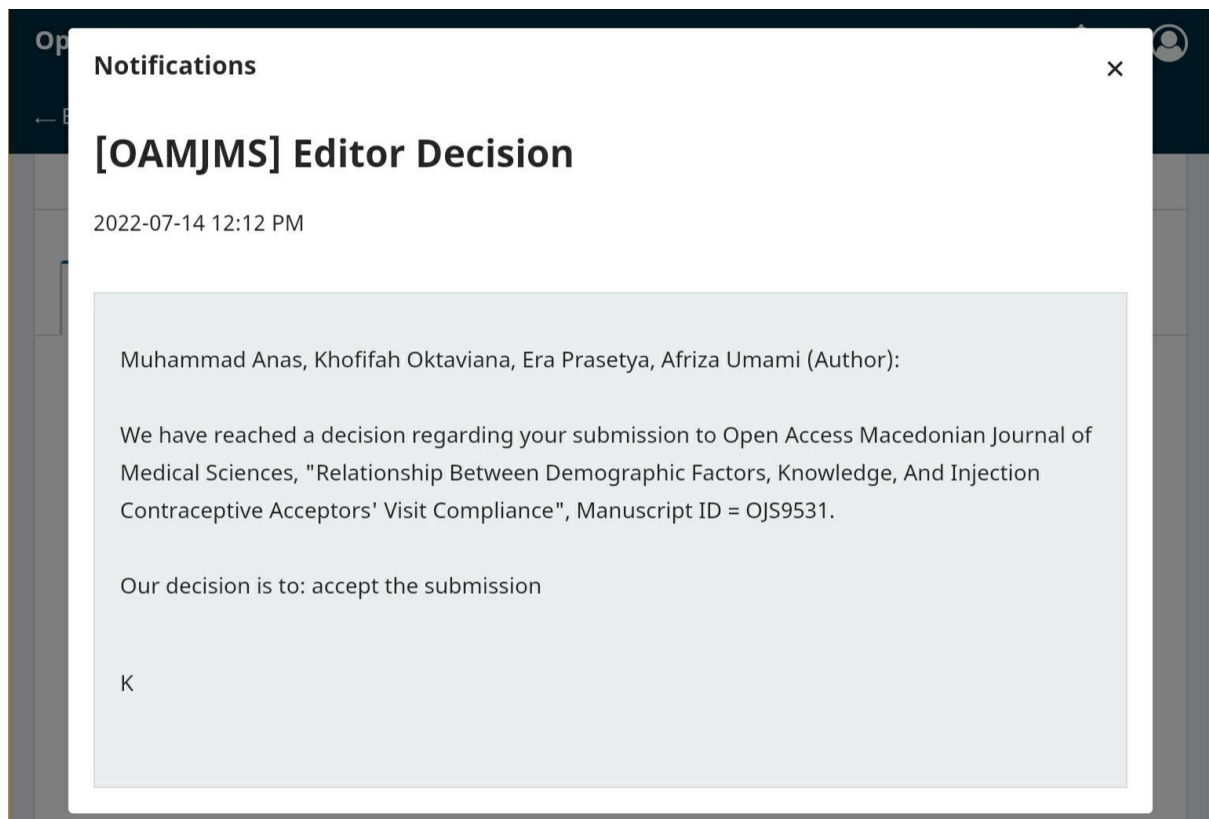 Op
Notifications
×
← B
[OAMJMS] Editor Decision
2022-07-14 12:12 PM
Muhammad Anas, Khofifah Oktaviana, Era Prasetya, Afriza Umami (Author):
We have reached a decision regarding your submission to Open Access Macedonian Journal of
Medical Sciences, "Relationship Between Demographic Factors, Knowledge, And Injection
Contraceptive Acceptors' Visit Compliance", Manuscript ID = OJS9531.
Our decision is to: accept the submission
K